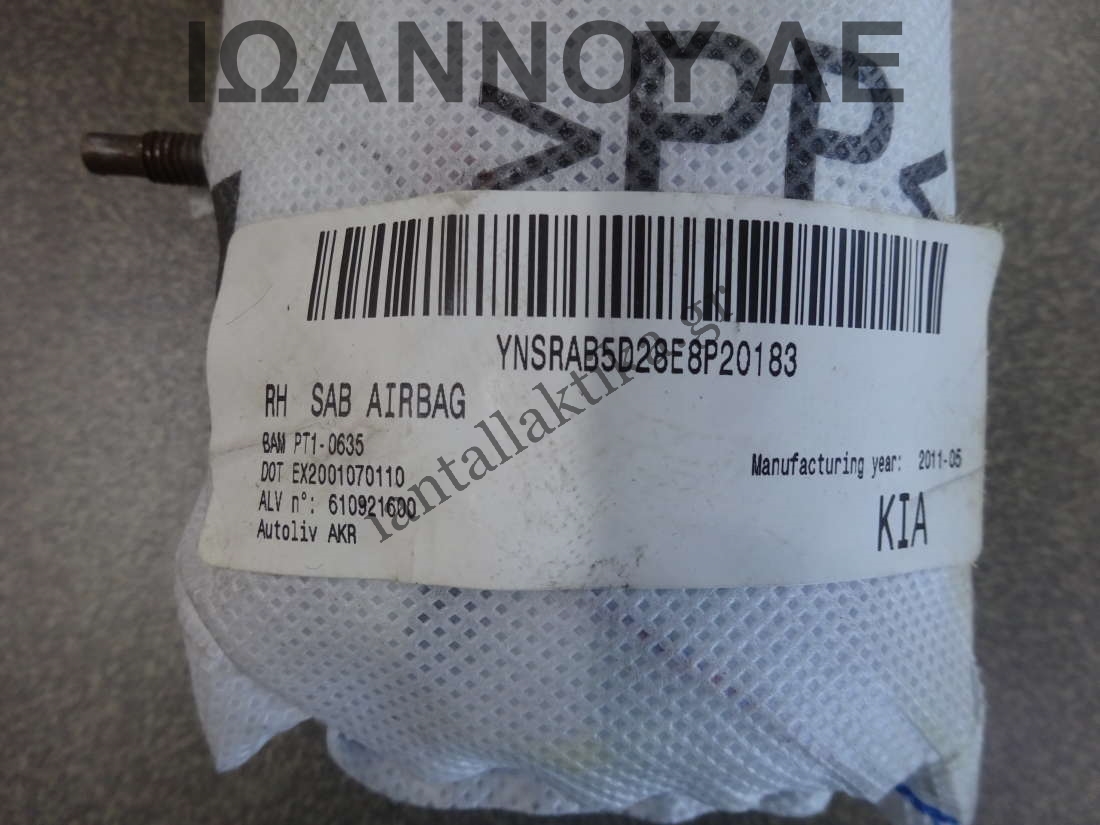 ΙΩΑΝΝΟΥ ΑΕ
>PP<
YNSRAB5D28E8P20183
RH SAB AIRBAG
BAM PT1-0635
DOT EX2001070110
ALV n°: 610921600
Autoliv AKR
Manufacturing year: 2011-05
KIA
iantallaktika.gr